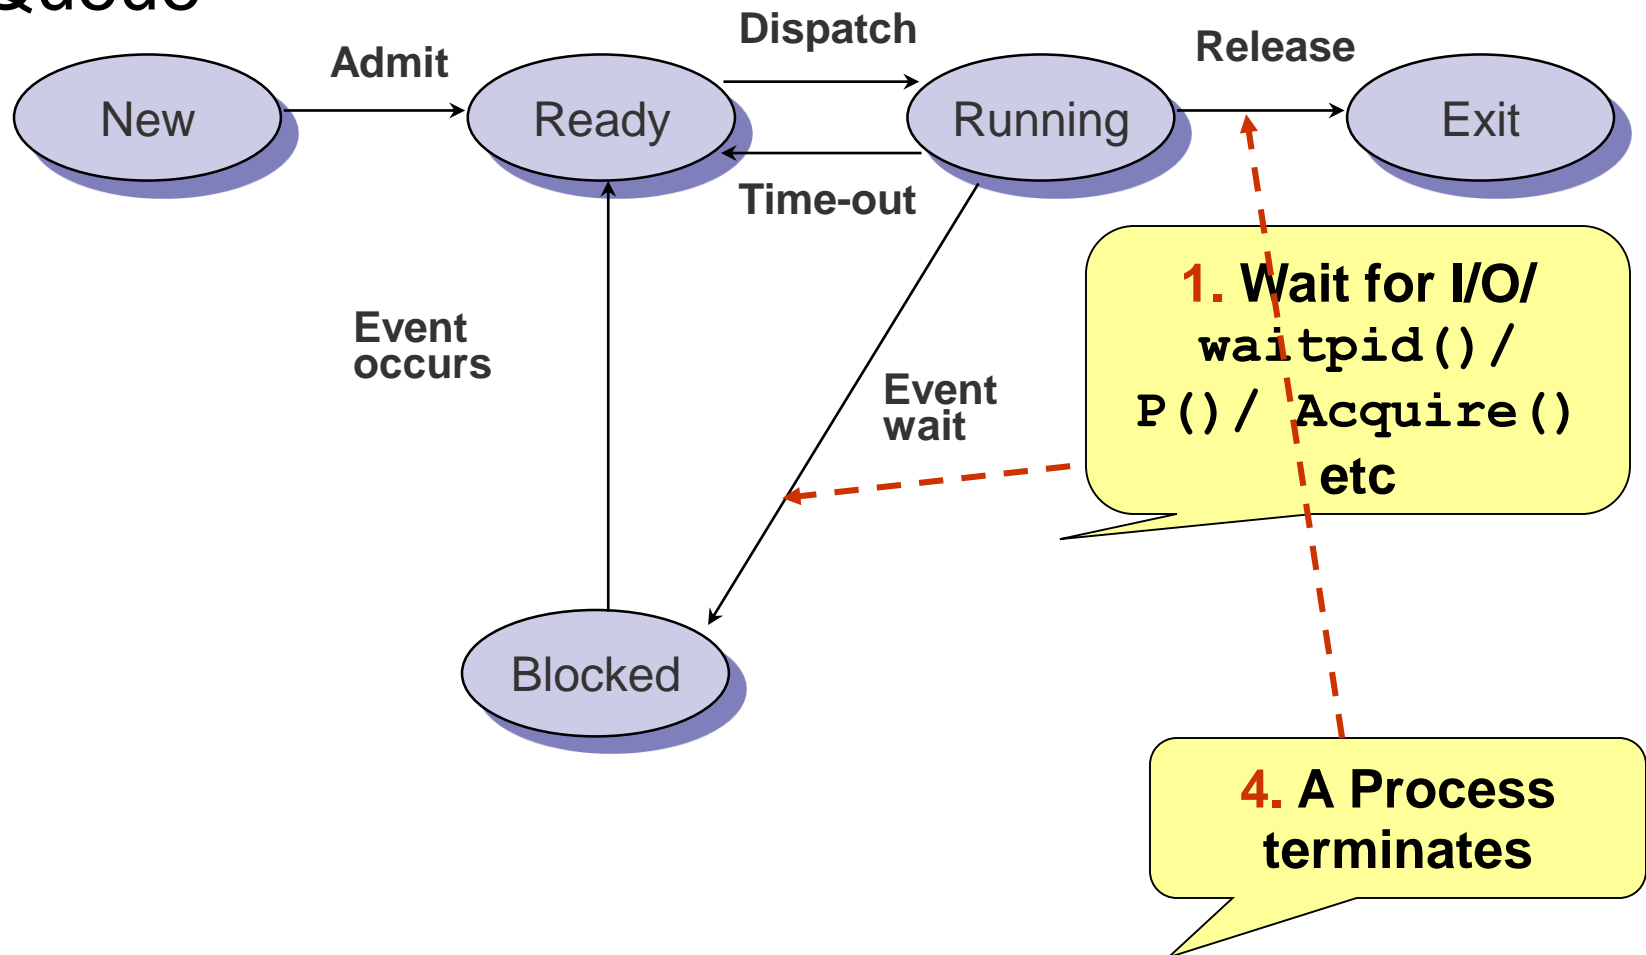 Dispatch
Admit
Release
New
Ready
Running
Exit
Time-out
1. Wait for I/O/
waitpid()/
P()/ Acquire()
etc
Event
occurs
Event
wait
Blocked
4. A Process
terminates